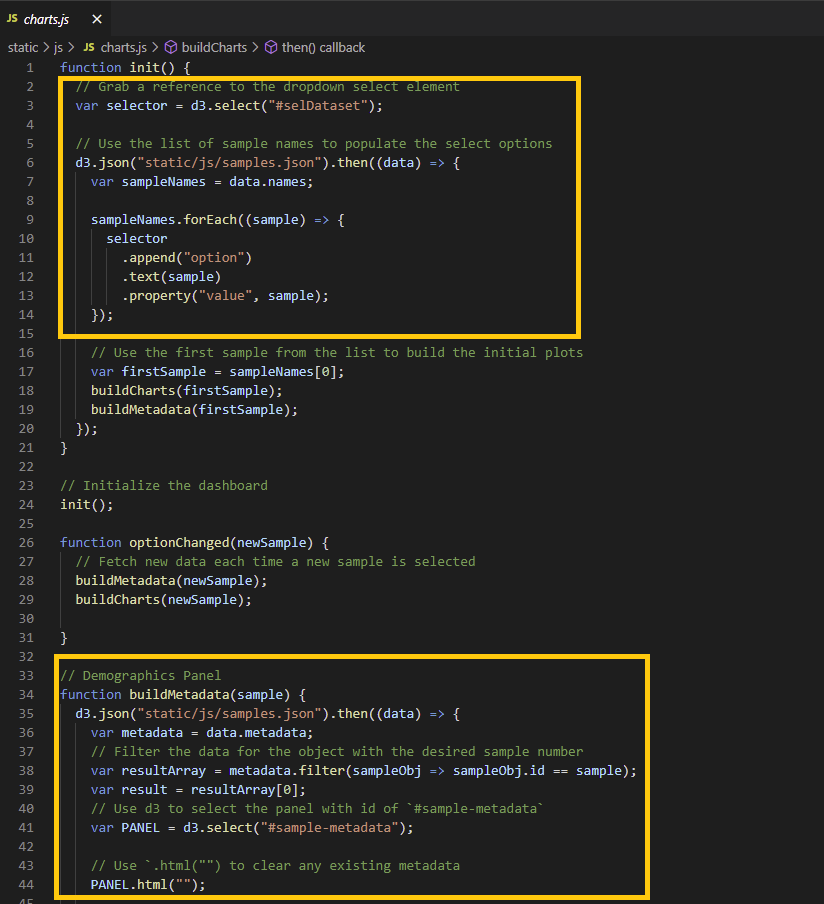 JS charts.js ×
static > js > JS charts.js > buildCharts > then() callback
1 function init() {
2 // Grab a reference to the dropdown select element
3 var selector = d3.select("#selDataset");
4
5 // Use the list of sample names to populate the select options
6 d3.json("static/js/samples.json").then((data) => {
7 var sampleNames = data.names;
8
9 sampleNames.forEach((sample) => {
10 selector
11 .append("option")
12 .text(sample)
13 .property("value", sample);
14 });
15
16 // Use the first sample from the list to build the initial plots
17 var firstSample = sampleNames[0];
18 buildCharts(firstSample);
19 buildMetadata(firstSample);
20 });
21 }
22
23 // Initialize the dashboard
24 init();
25
26 function optionChanged(newSample) {
27 // Fetch new data each time a new sample is selected
28 buildMetadata(newSample);
29 buildCharts(newSample);
30
31 }
32
33 // Demographics Panel
34 function buildMetadata(sample) {
35 d3.json("static/js/samples.json").then((data) => {
36 var metadata = data.metadata;
37 // Filter the data for the object with the desired sample number
38 var resultArray = metadata.filter(sampleObj => sampleObj.id == sample);
39 var result = resultArray[0];
40 // Use d3 to select the panel with id of `#sample-metadata`
41 var PANEL = d3.select("#sample-metadata");
42
43 // Use `.html("") to clear any existing metadata
44 PANEL.html("");
45